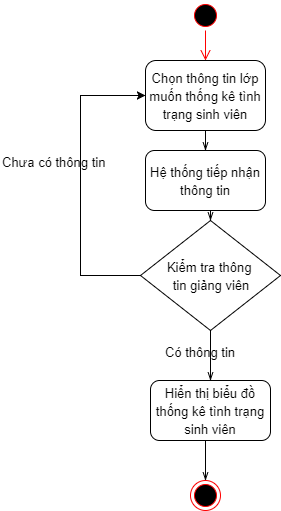 Chọn thông tin lớp
muốn thống kê tình
trạng sinh viên
Chưa có thông tin
Hệ thống tiếp nhận
thông tin
Kiểm tra thông
tin giảng viên
Có thông tin
Hiển thị biểu đồ
thống kê tình trạng
sinh viên